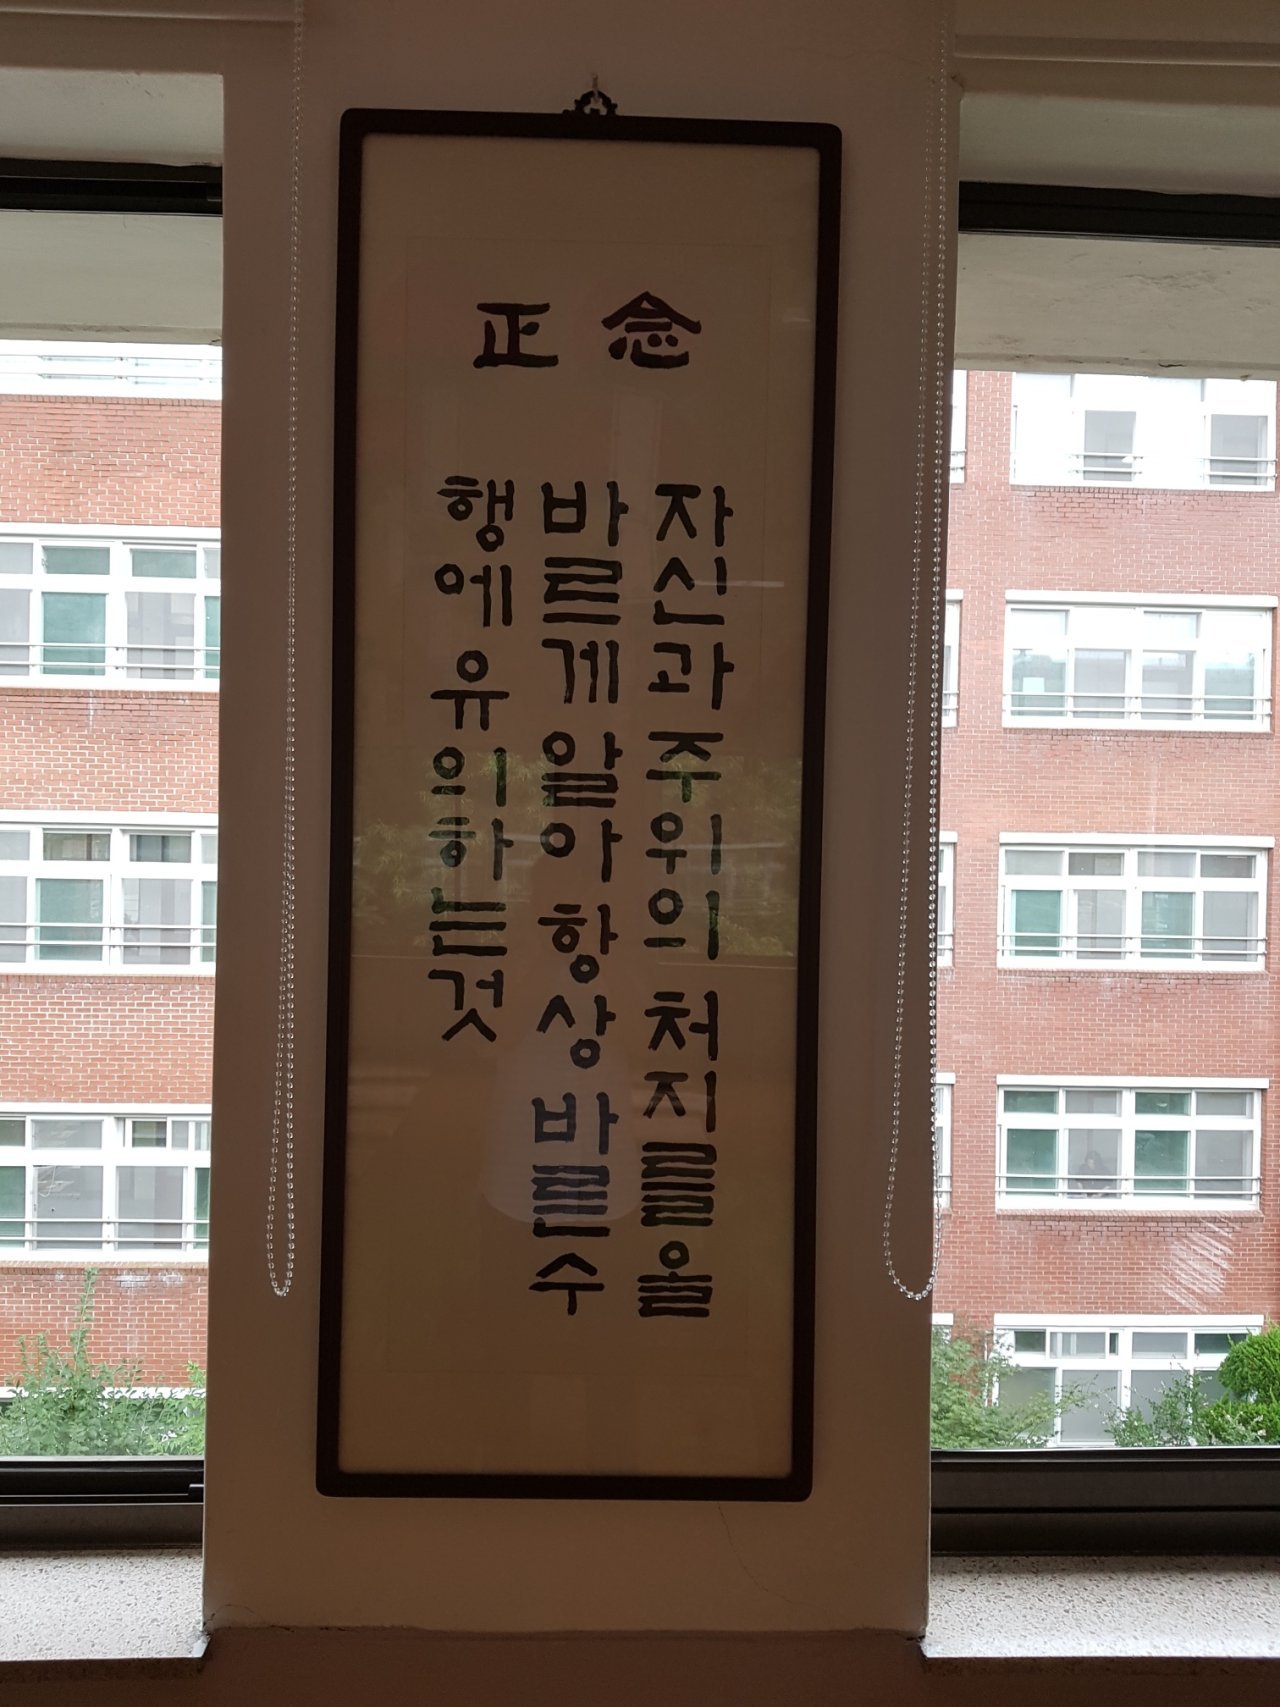 正念
자신과 주위의 처지를 올
바르게 알아 항상 바른 수
행에 유의하는 것